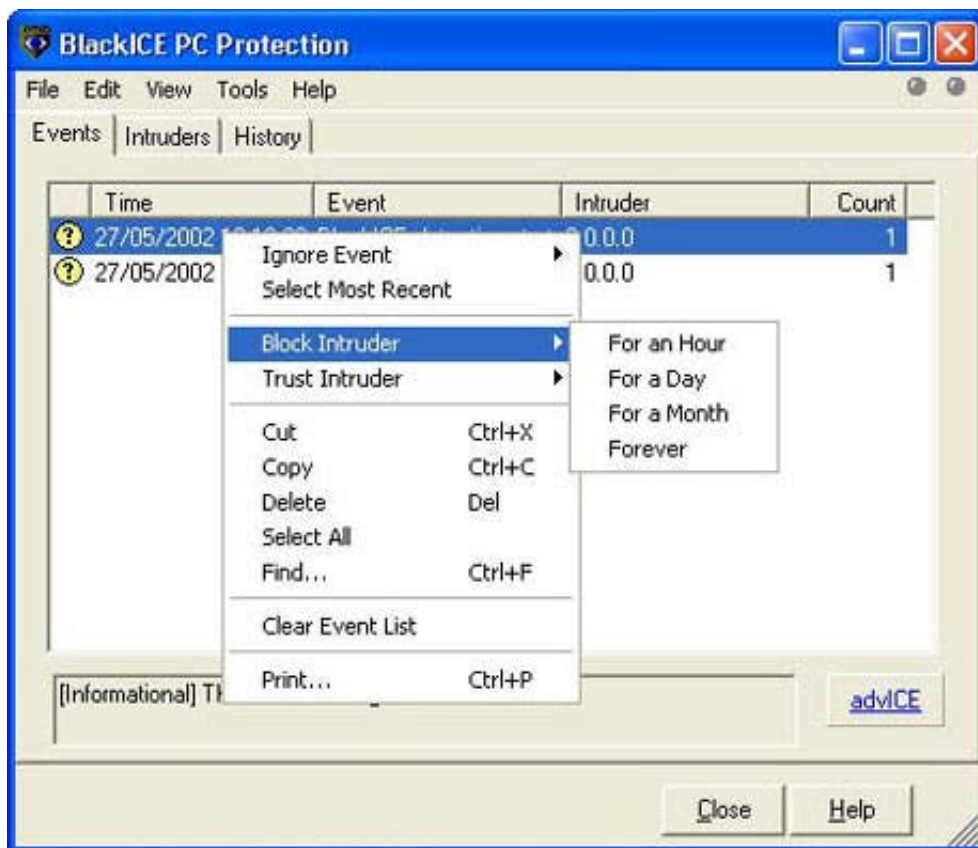 BlackICE PC Protection
File Edit View Tools Help
Events Intruders History
Time Event Intruder Count
27/05/2002 0.0.0 1
27/05/2002 0.0.0 1
Ignore Event
Select Most Recent
Block Intruder
Trust Intruder
For an Hour
For a Day
For a Month
Forever
Cut Ctrl+X
Copy Ctrl+C
Delete Del
Select All
Find... Ctrl+F
Clear Event List
Print... Ctrl+P
[Informational]
advICE
Close Help